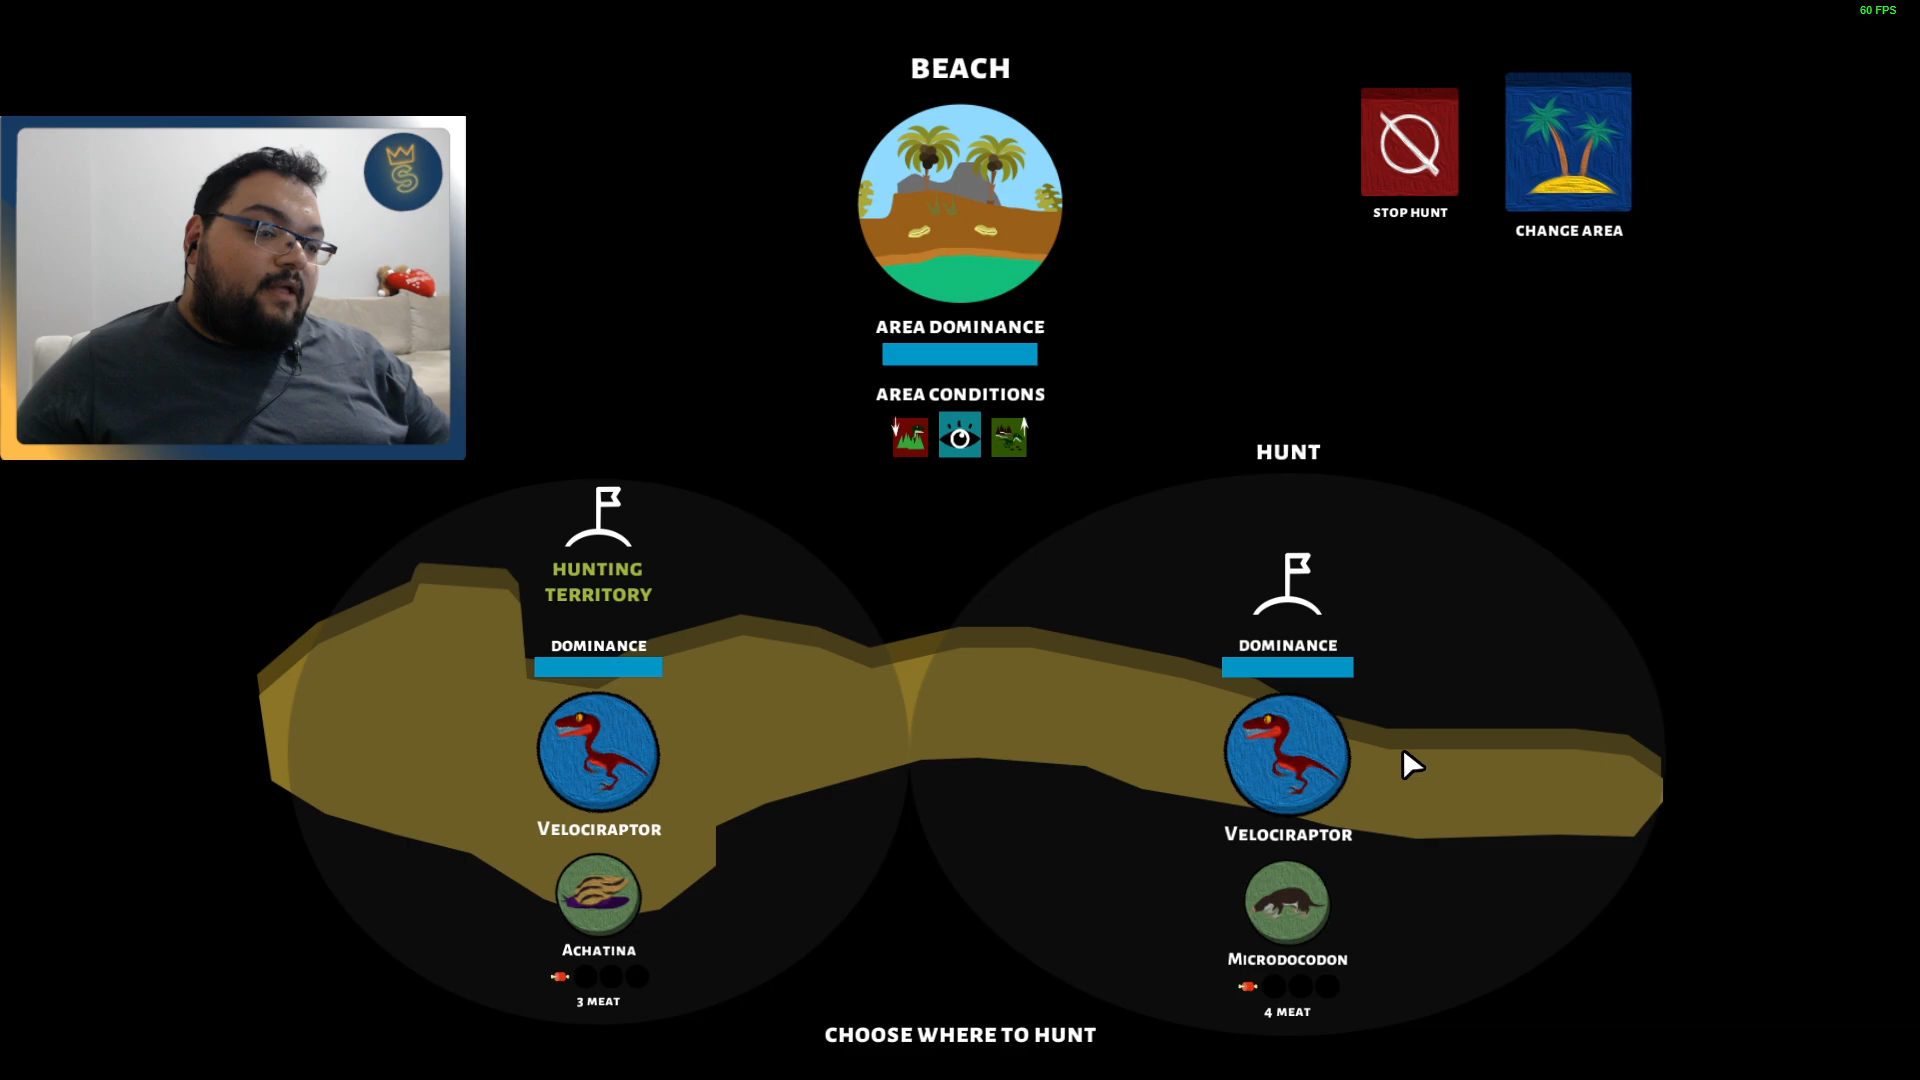 60 FPS
BEACH
STOP HUNT
CHANGE AREA
S
AREA DOMINANCE
AREA CONDITIONS
HUNT
HUNTING
TERRITORY
DOMINANCE
DOMINANCE
VELOCIRAPTOR
VELOCIRAPTOR
ACHATINA
3 MEAT
MICRODOCODON
4 MEAT
CHOOSE WHERE TO HUNT